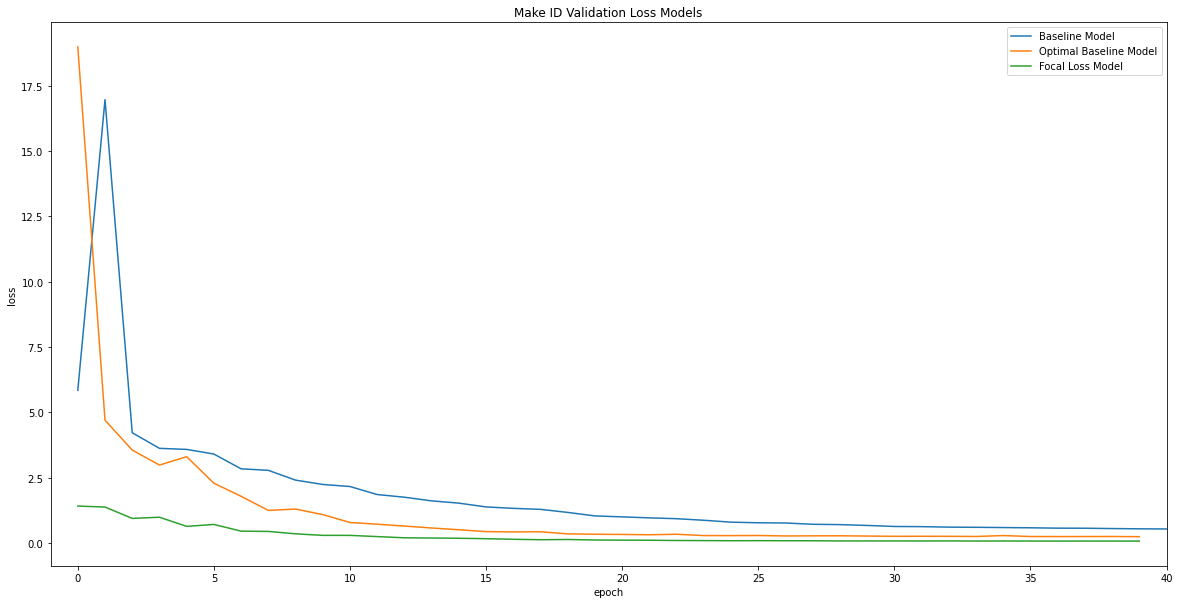 Make ID Validation Loss Models
Baseline Model
Optimal Baseline Model
Focal Loss Model
17.5
15.0
12.5
10.0
7.5
5.0
2.5
0.0
loss
0 5 10 15 20 25 30 35 40
epoch